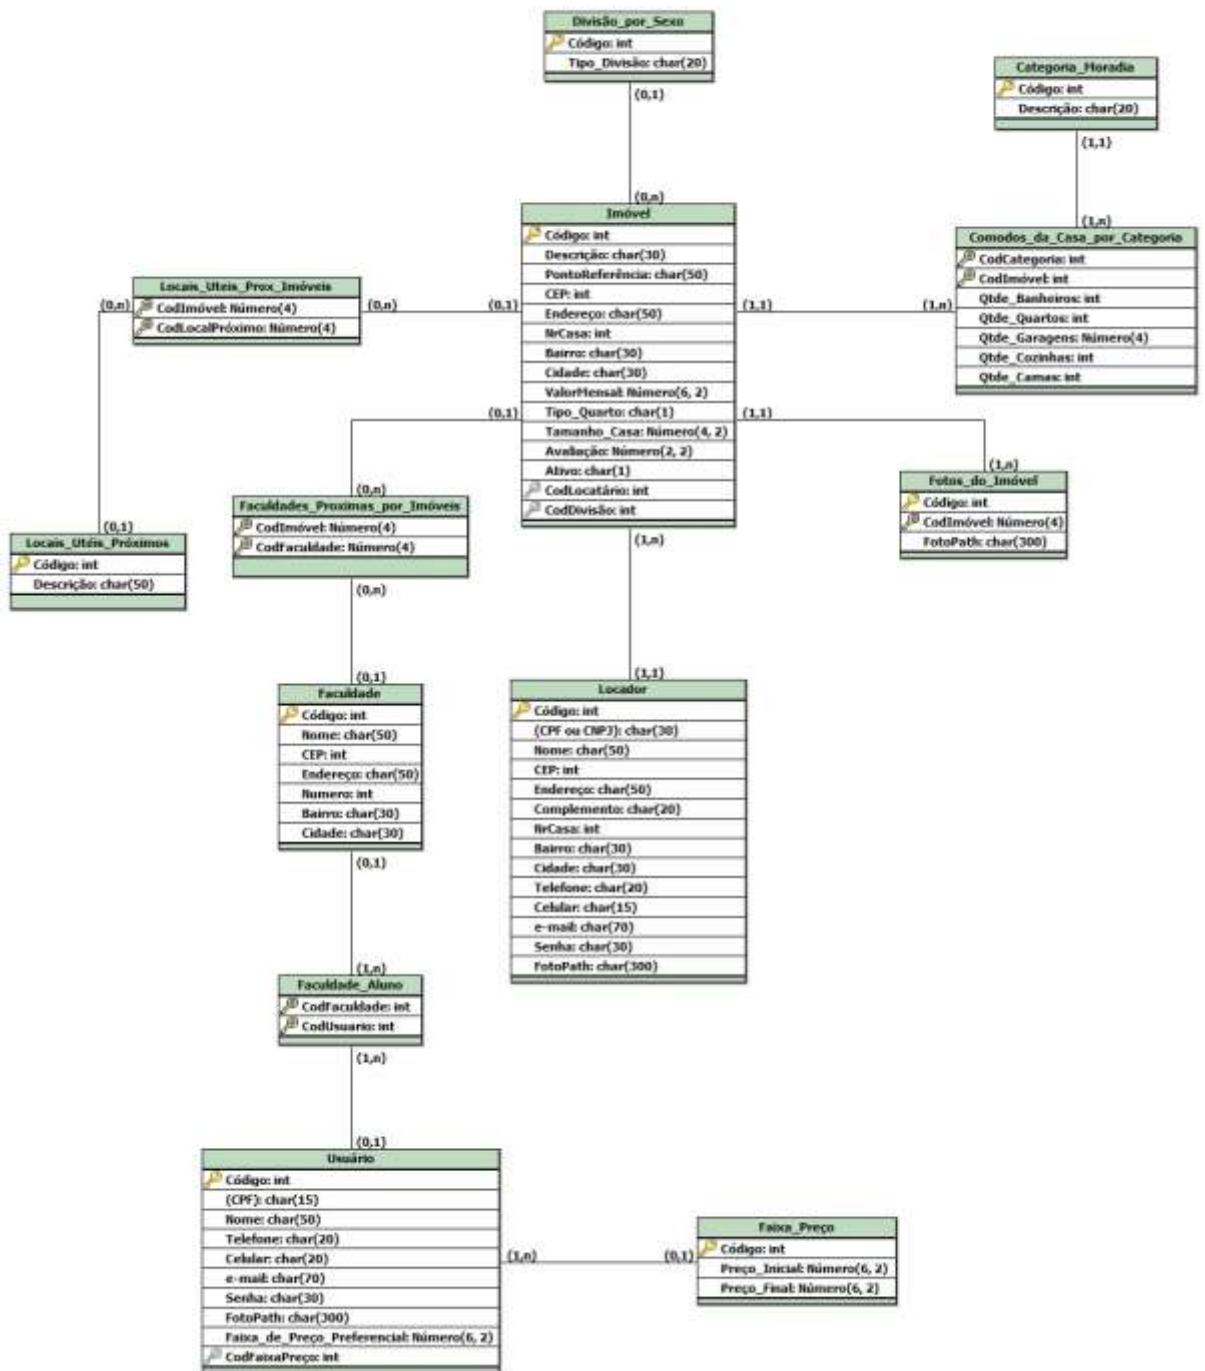 Divisão_por_Sexo
Código: int
Tipo_Divisão: char(20)
(0,1)
Categoria_Moradia
Código: int
Descrição: char(20)
(1,1)
(0,n)
Imóvel
Código: int
Descrição: char(30)
PontoReferência: char(50)
CEP: int
Endereço: char(50)
NrCasa: int
Bairro: char(30)
Cidade: char(30)
ValorMensal: Número(6, 2)
Tipo_Quarto: char(1)
Tamanho_Casa: Número(4, 2)
Avaliação: Número(2, 2)
Ativo: char(1)
CodLocatário: int
CodDivisão: int
(1,n)
Comodos_da_Casa_por_Categoria
CodCategoria: int
CodImóvel: int
Qtde_Banheiros: int
Qtde_Quartos: int
Qtde_Garagens: Número(4)
Qtde_Cozinhas: int
Qtde_Camas: int
(1,1)
(1,n)
Locais_Uteis_Prox_Imóveis
CodImóvel: Número(4)
CodLocalPróximo: Número(4)
(0,n)
(0,n)
(0,1)
(0,1)
(1,1)
(1,n)
Fotos_do_Imóvel
Código: int
CodImóvel: Número(4)
FotoPath: char(300)
(0,n)
Faculdades_Proximas_por_Imóveis
CodImóvel: Número(4)
CodFaculdade: Número(4)
(0,n)
(0,1)
Locais_Utéis_Próximos
Código: int
Descrição: char(50)
(1,n)
(0,1)
Faculdade
Código: int
Nome: char(50)
CEP: int
Endereço: char(50)
Numero: int
Bairro: char(30)
Cidade: char(30)
(0,1)
(1,1)
Locador
Código: int
(CPF ou CNPJ): char(30)
Nome: char(50)
CEP: int
Endereço: char(50)
Complemento: char(20)
NrCasa: int
Bairro: char(30)
Cidade: char(30)
Telefone: char(20)
Celular: char(15)
e-mail: char(70)
Senha: char(30)
FotoPath: char(300)
(1,n)
Faculdade_Aluno
CodFaculdade: int
CodUsuario: int
(1,n)
(0,1)
Usuário
Código: int
(CPF): char(15)
Nome: char(50)
Telefone: char(20)
Celular: char(20)
e-mail: char(70)
Senha: char(30)
FotoPath: char(300)
Faixa_de_Preço_Preferencial: Número(6, 2)
CodFaixaPreço: int
(1,n)
(0,1)
Faixa_Preço
Código: int
Preço_Inicial: Número(6, 2)
Preço_Final: Número(6, 2)